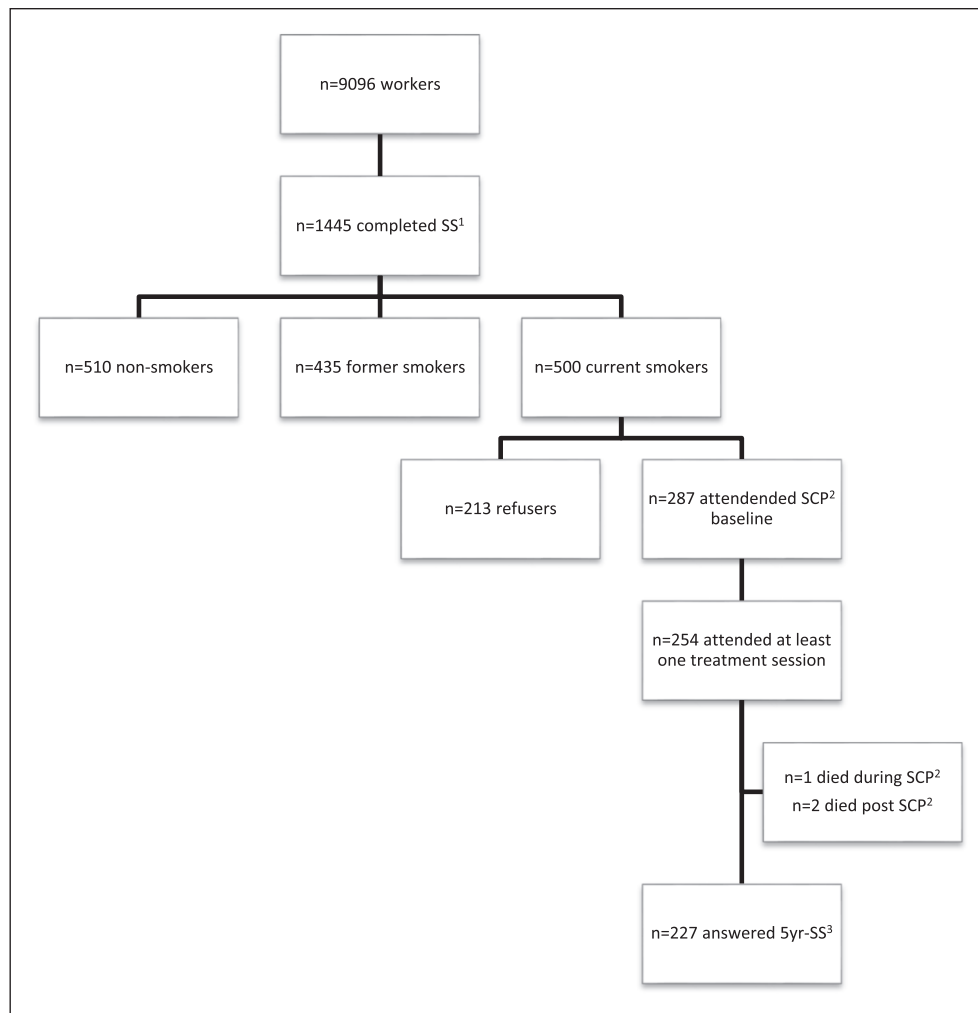 n=9096 workers
n=1445 completed SS¹
n=510 non-smokers
n=435 former smokers
n=500 current smokers
n=213 refusers
n=287 attendended SCP²
baseline
n=254 attended at least
one treatment session
n=1 died during SCP²
n=2 died post SCP²
n=227 answered 5yr-SS³